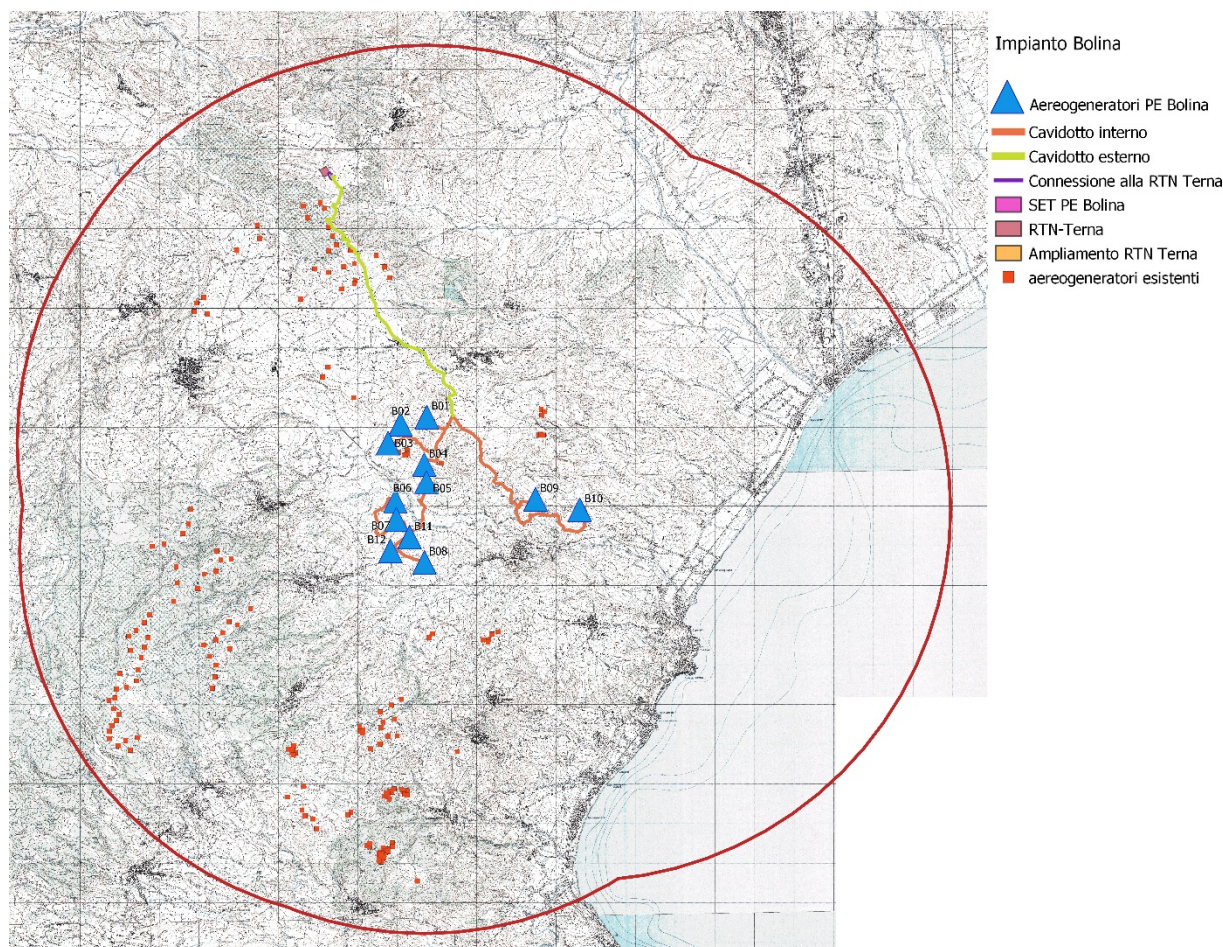 Impianto Bolina
Aereogeneratori PE Bolina
Cavidotto interno
Cavidotto esterno
Connessione alla RTN Terna
SET PE Bolina
RTN-Terna
Ampliamento RTN Terna
aereogeneratori esistenti
B01
B02
B03
B04
B05
B06
B09
B10
B07
B11
B12
B08